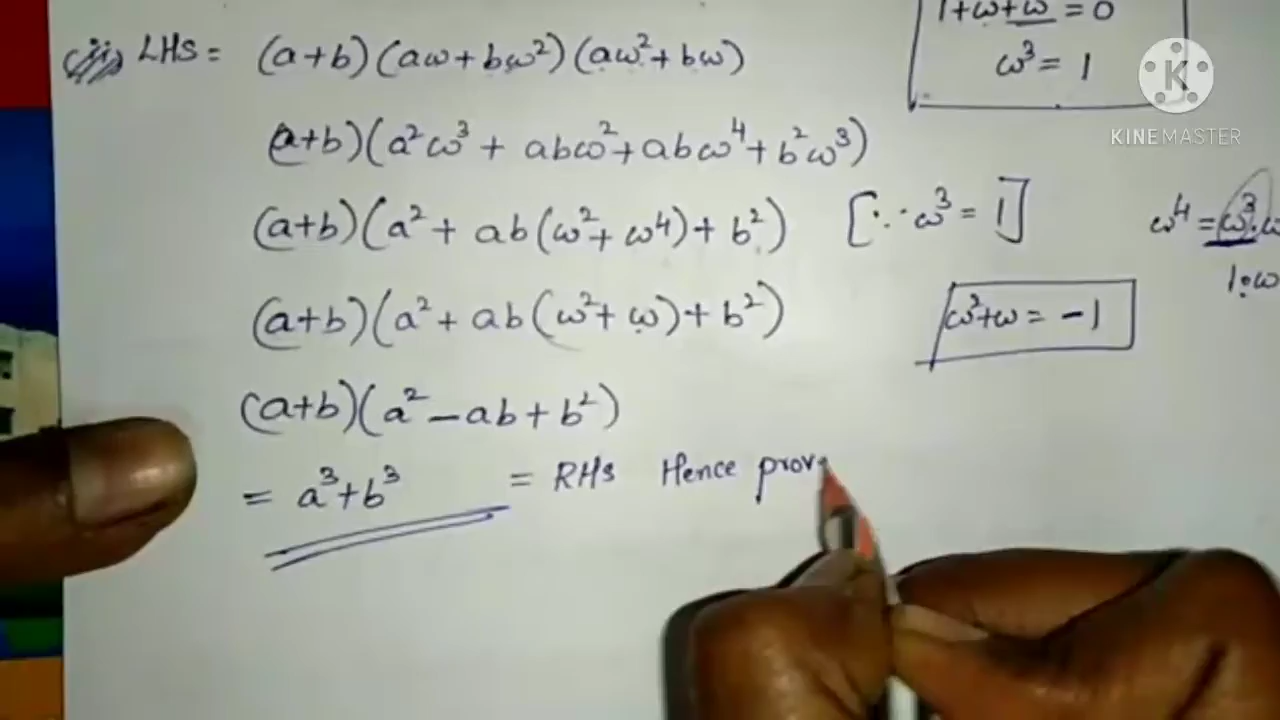 (iii) LHS = (a+b)(aω+bω²)(aω²+bω)
1+ω+ω = 0
ω³ = 1
KINEMASTER
(a+b)(a²ω³ + abω²+abω⁴+b²ω³)
(a+b)(a²+ ab(ω²+ω⁴)+b²) [∵ ω³ = 1]
ω⁴ = ω³.ω
1.ω
(a+b)(a²+ ab(ω²+ω)+b²)
ω²+ω = -1
(a+b)(a²-ab+b²)
= a³+b³ = RHS Hence prov